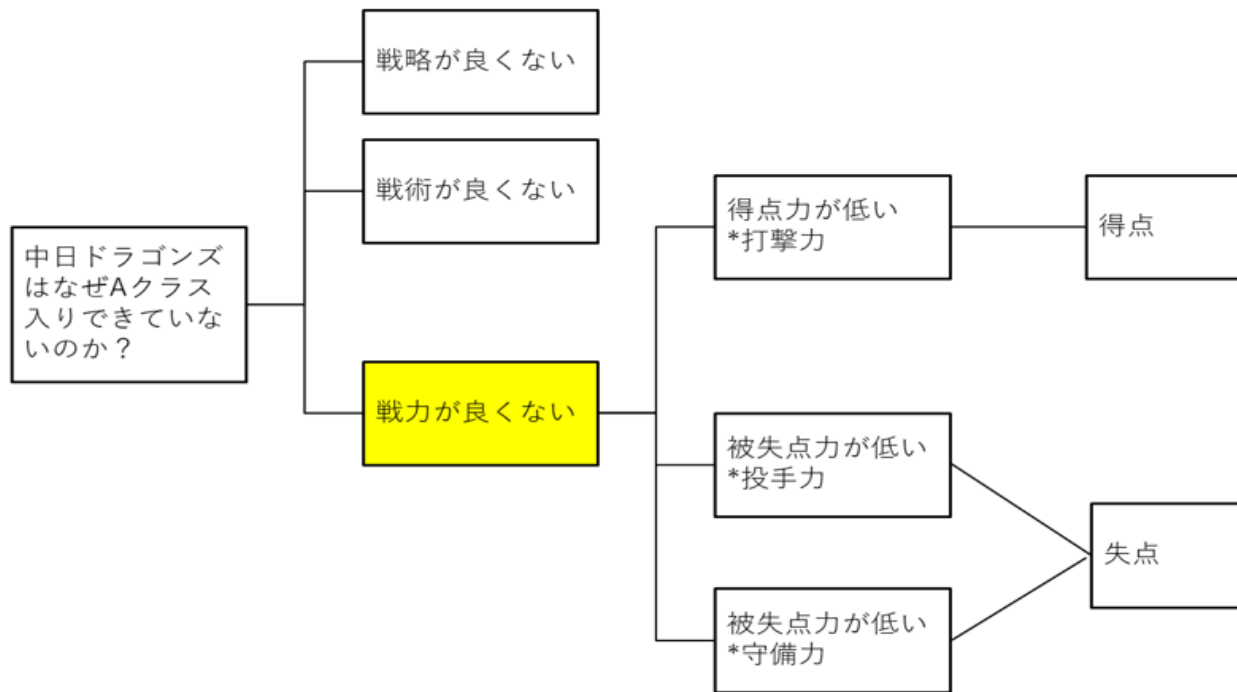 戦略が良くない
戦術が良くない
中日ドラゴンズ
はなぜAクラス
入りできていな
いのか？
戦力が良くない
得点力が低い
*打撃力
得点
被失点力が低い
*投手力
失点
被失点力が低い
*守備力